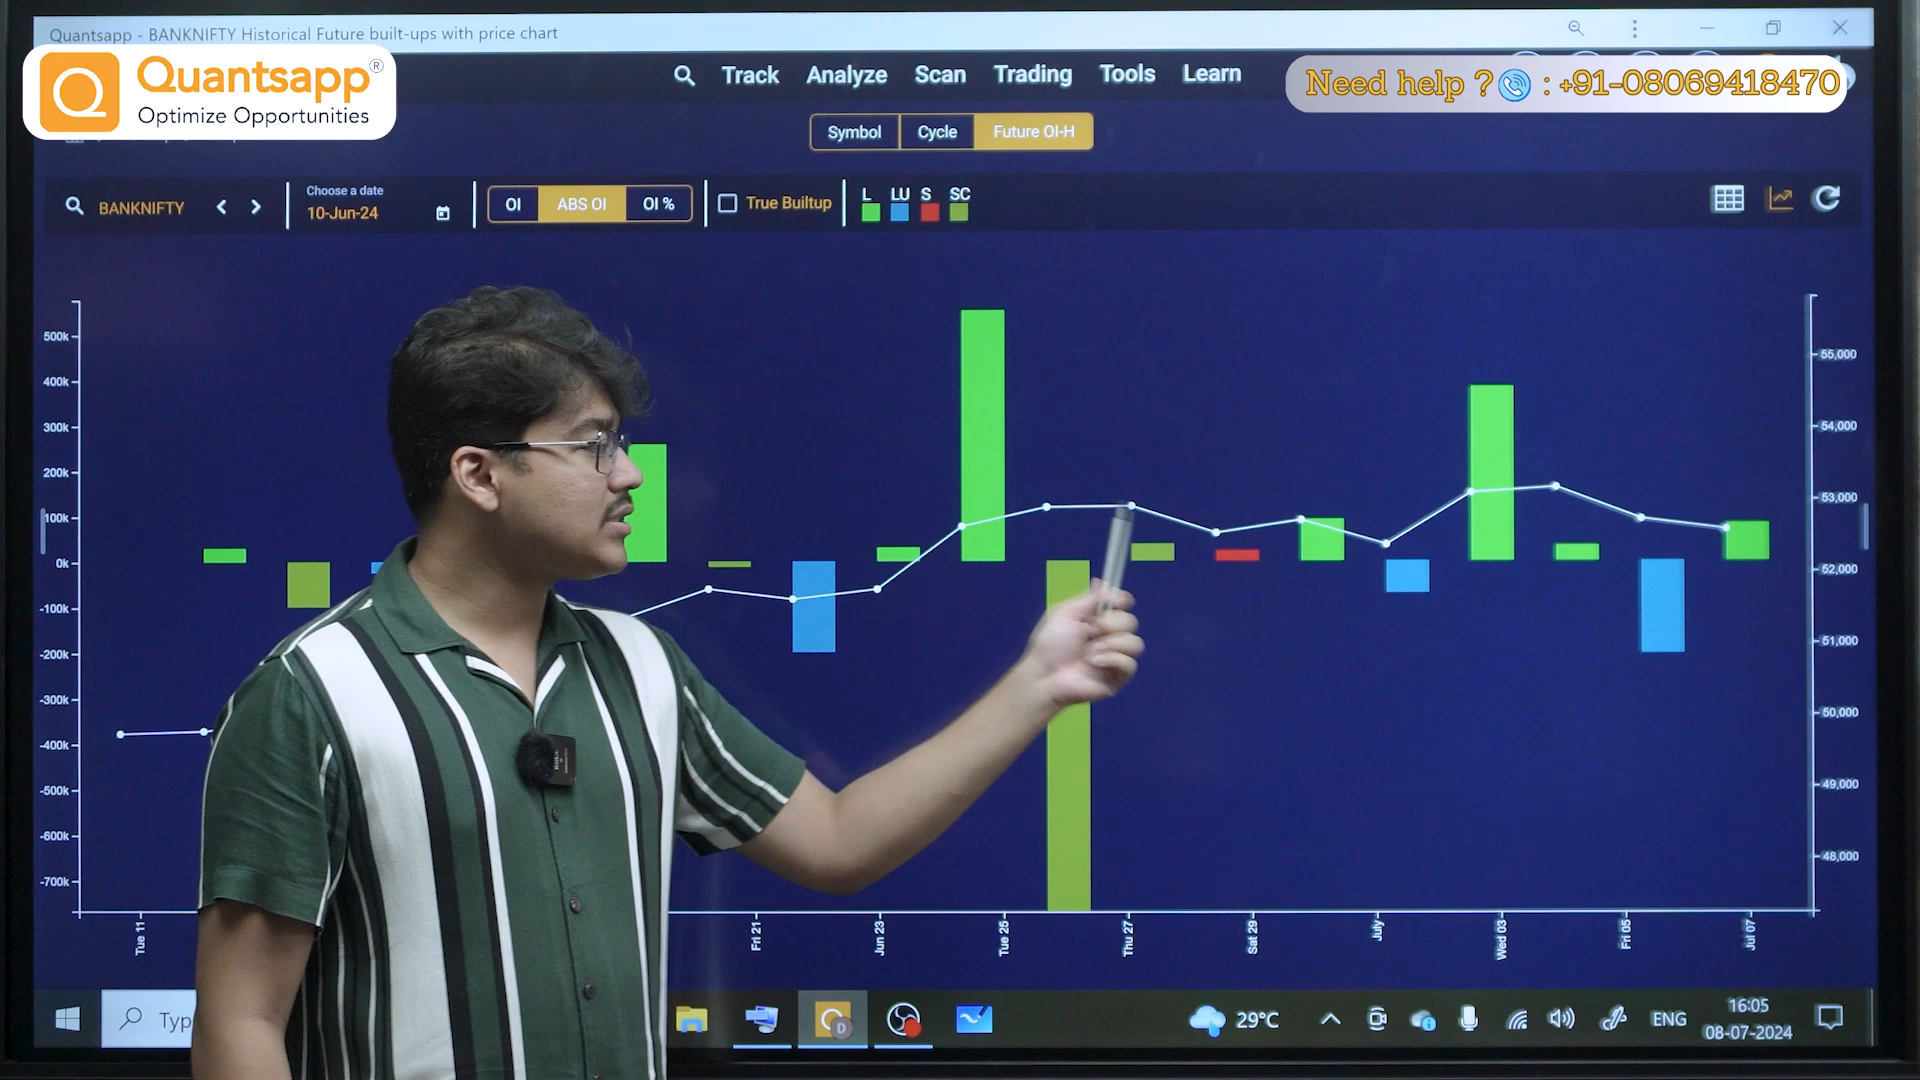 Quantsapp - BANKNIFTY Historical Future built-ups with price chart
Quantsapp®
Optimize Opportunities
Track Analyze Scan Trading Tools Learn
Need help ? : +91-08069418470
Symbol Cycle Future OI-H
BANKNIFTY
Choose a date
10-Jun-24
OI ABS OI OI %
True Builtup
L LU S SC
500k
400k
300k
200k
100k
0k
-100k
-200k
-300k
-400k
-500k
-600k
-700k
55,000
54,000
53,000
52,000
51,000
50,000
49,000
48,000
Tue 11 Fri 21 Jun 23 Tue 25 Thu 27 Sat 29 July Wed 03 Fri 05 Jul 07
Typ
29°C
ENG
16:05
08-07-2024